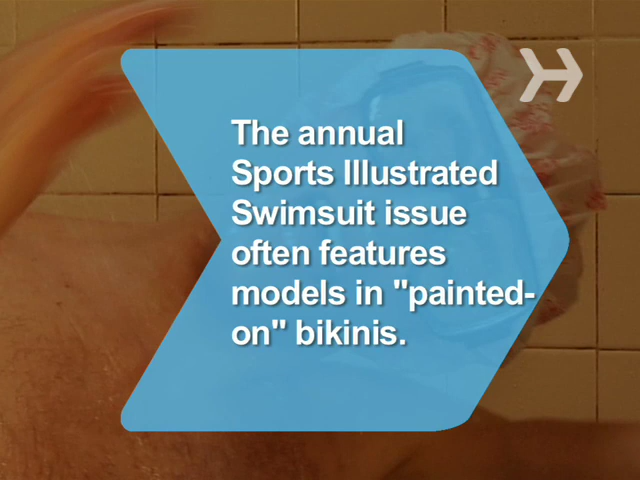 The annual
Sports Illustrated
Swimsuit issue
often features
models in "painted-
on" bikinis.